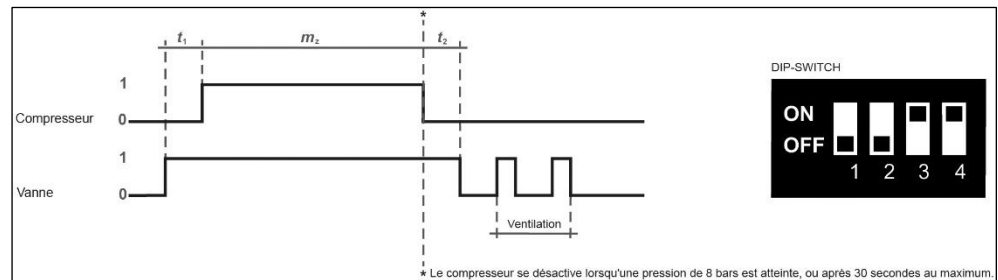 *
t₁ m_z t₂
DIP-SWITCH
1
Compresseur 0
ON
OFF
1 2 3 4
1
Vanne 0
Ventilation
* Le compresseur se désactive lorsqu'une pression de 8 bars est atteinte, ou après 30 secondes au maximum.